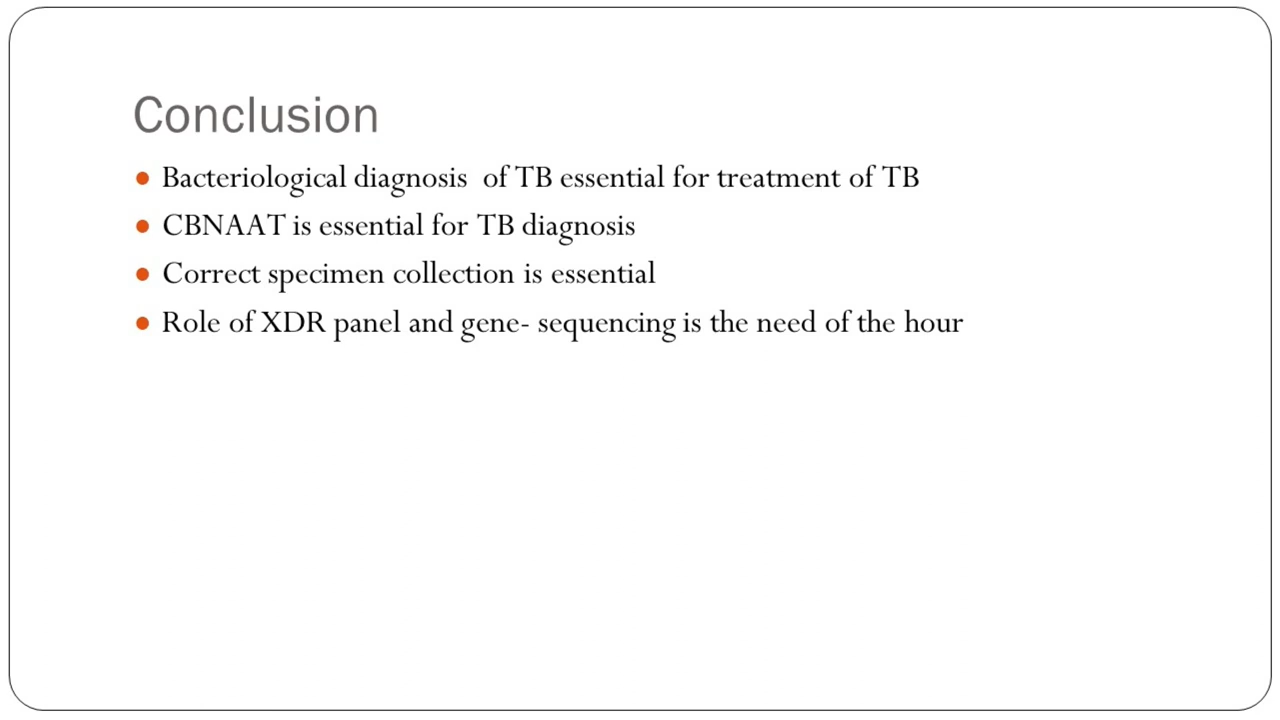 Conclusion
Bacteriological diagnosis  of TB essential for treatment of TB
CBNAAT is essential for TB diagnosis
Correct specimen collection is essential
Role of XDR panel and gene- sequencing is the need of the hour